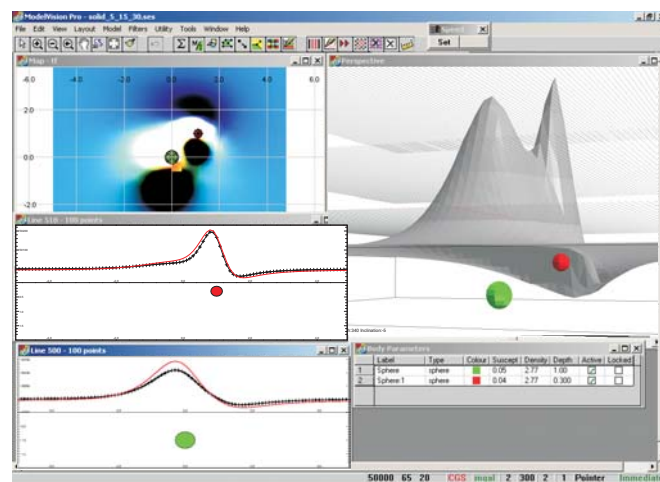 ModelVision Pro - solid_5_15_30.ses
File Edit View Layout Model Filters Utility Tools Window Help
Set
Map - tf
Perspective
-6.0 -4.0 0.0 2.0 6.0
2.0
0.0
-2.0
Line 510 - 100 points
Line 500 - 100 points
Body Parameters
Label Type Colour Suscept Density Depth Active Locked
1 Sphere sphere 0.05 2.77 1.00
2 Sphere:1 sphere 0.04 2.77 0.300
50000 65 20 CGS mgal 2 300 2 1 Pointer Immediat